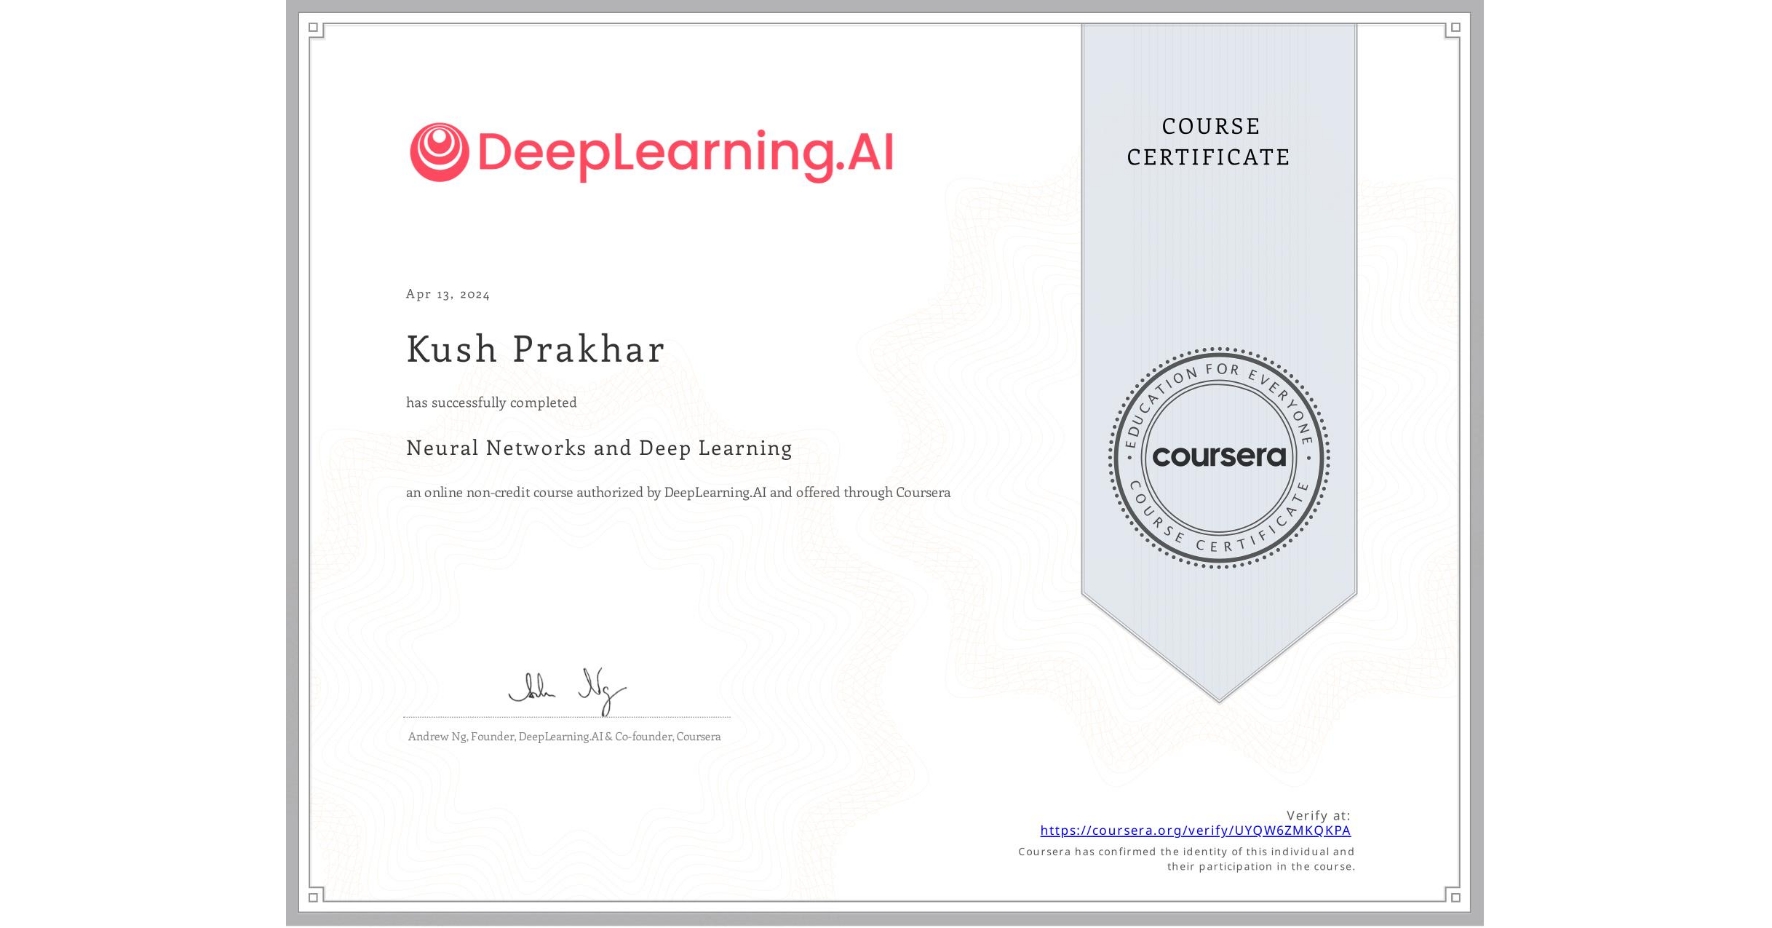 DeepLearning.AI
COURSE
CERTIFICATE
Apr 13, 2024
Kush Prakhar
has successfully completed
Neural Networks and Deep Learning
an online non-credit course authorized by DeepLearning.AI and offered through Coursera
EDUCATION FOR EVERYONE
coursera
COURSE CERTIFICATE
Andrew Ng, Founder, DeepLearning.AI & Co-founder, Coursera
Verify at:
https://coursera.org/verify/UYQW6ZMKQKPA
Coursera has confirmed the identity of this individual and
their participation in the course.